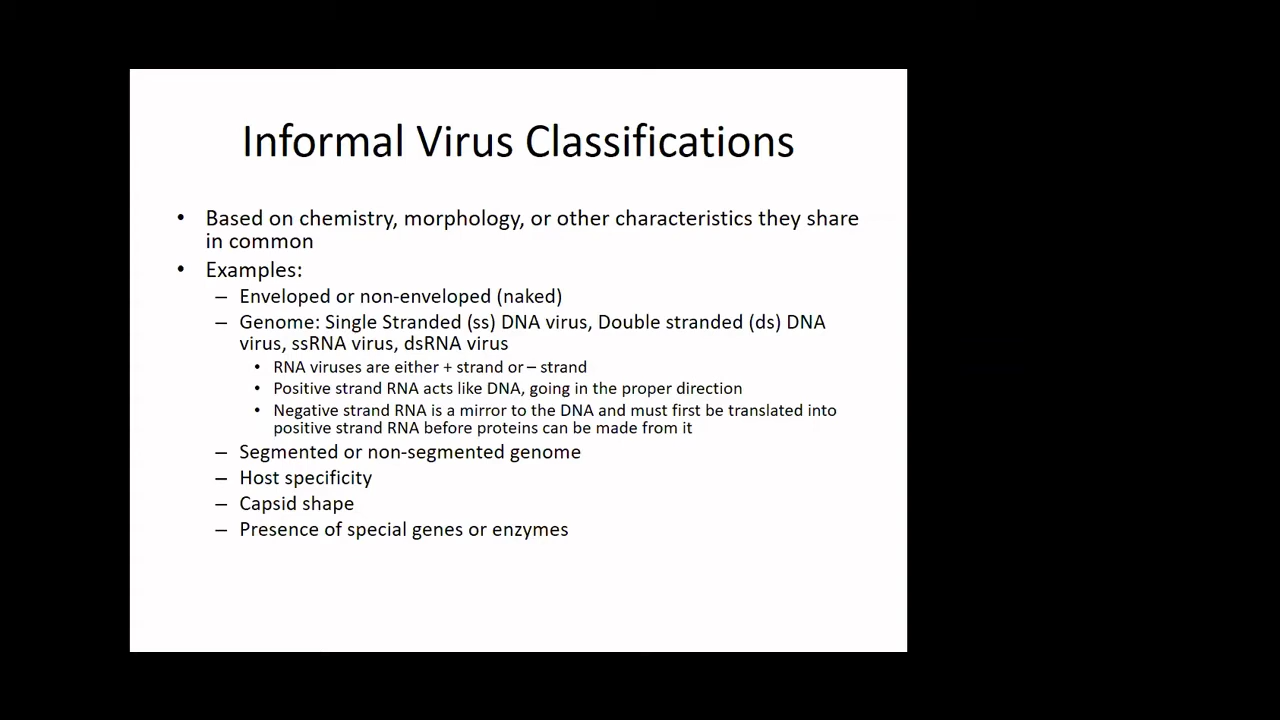 Informal Virus Classifications
• Based on chemistry, morphology, or other characteristics they share
in common
• Examples:
– Enveloped or non-enveloped (naked)
– Genome: Single Stranded (ss) DNA virus, Double stranded (ds) DNA
virus, ssRNA virus, dsRNA virus
• RNA viruses are either + strand or – strand
• Positive strand RNA acts like DNA, going in the proper direction
• Negative strand RNA is a mirror to the DNA and must first be translated into
positive strand RNA before proteins can be made from it
– Segmented or non-segmented genome
– Host specificity
– Capsid shape
– Presence of special genes or enzymes